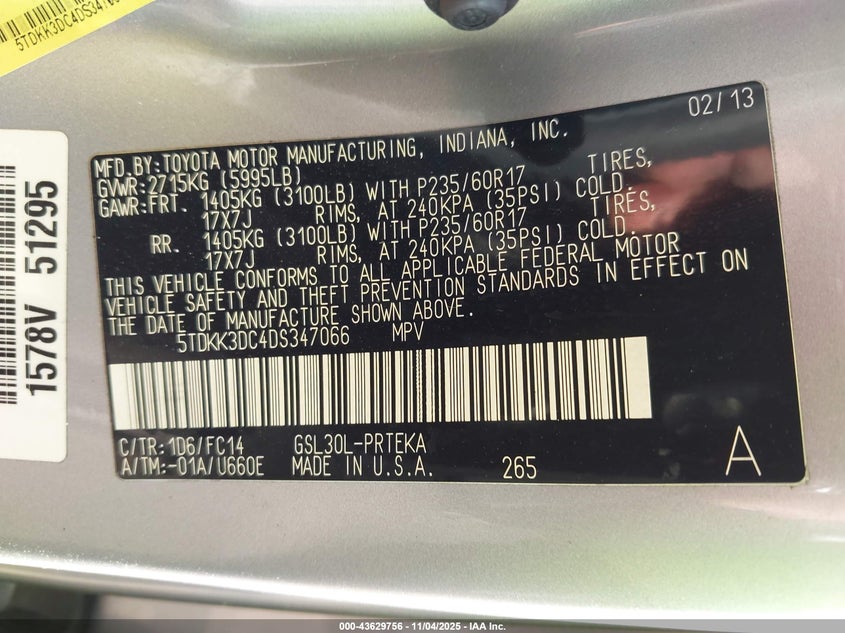 5TDKK3DC4DS3470
02/13
MFD.BY:TOYOTA MOTOR MANUFACTURING, INDIANA, INC.
GVWR:2715KG (5995LB)
GAWR:FRT. 1405KG (3100LB) WITH P235/60R17 TIRES,
17X7J RIMS, AT 240KPA (35PSI) COLD.
RR. 1405KG (3100LB) WITH P235/60R17 TIRES,
17X7J RIMS, AT 240KPA (35PSI) COLD.
THIS VEHICLE CONFORMS TO ALL APPLICABLE FEDERAL MOTOR
VEHICLE SAFETY AND THEFT PREVENTION STANDARDS IN EFFECT ON
THE DATE OF MANUFACTURE SHOWN ABOVE.
5TDKK3DC4DS347066 MPV
C/TR:1D6/FC14 GSL30L-PRTEKA
A/TM:-01A/U660E MADE IN U.S.A. 265
A
1578V 51295
000-43629756 - 11/04/2025 - IAA Inc.